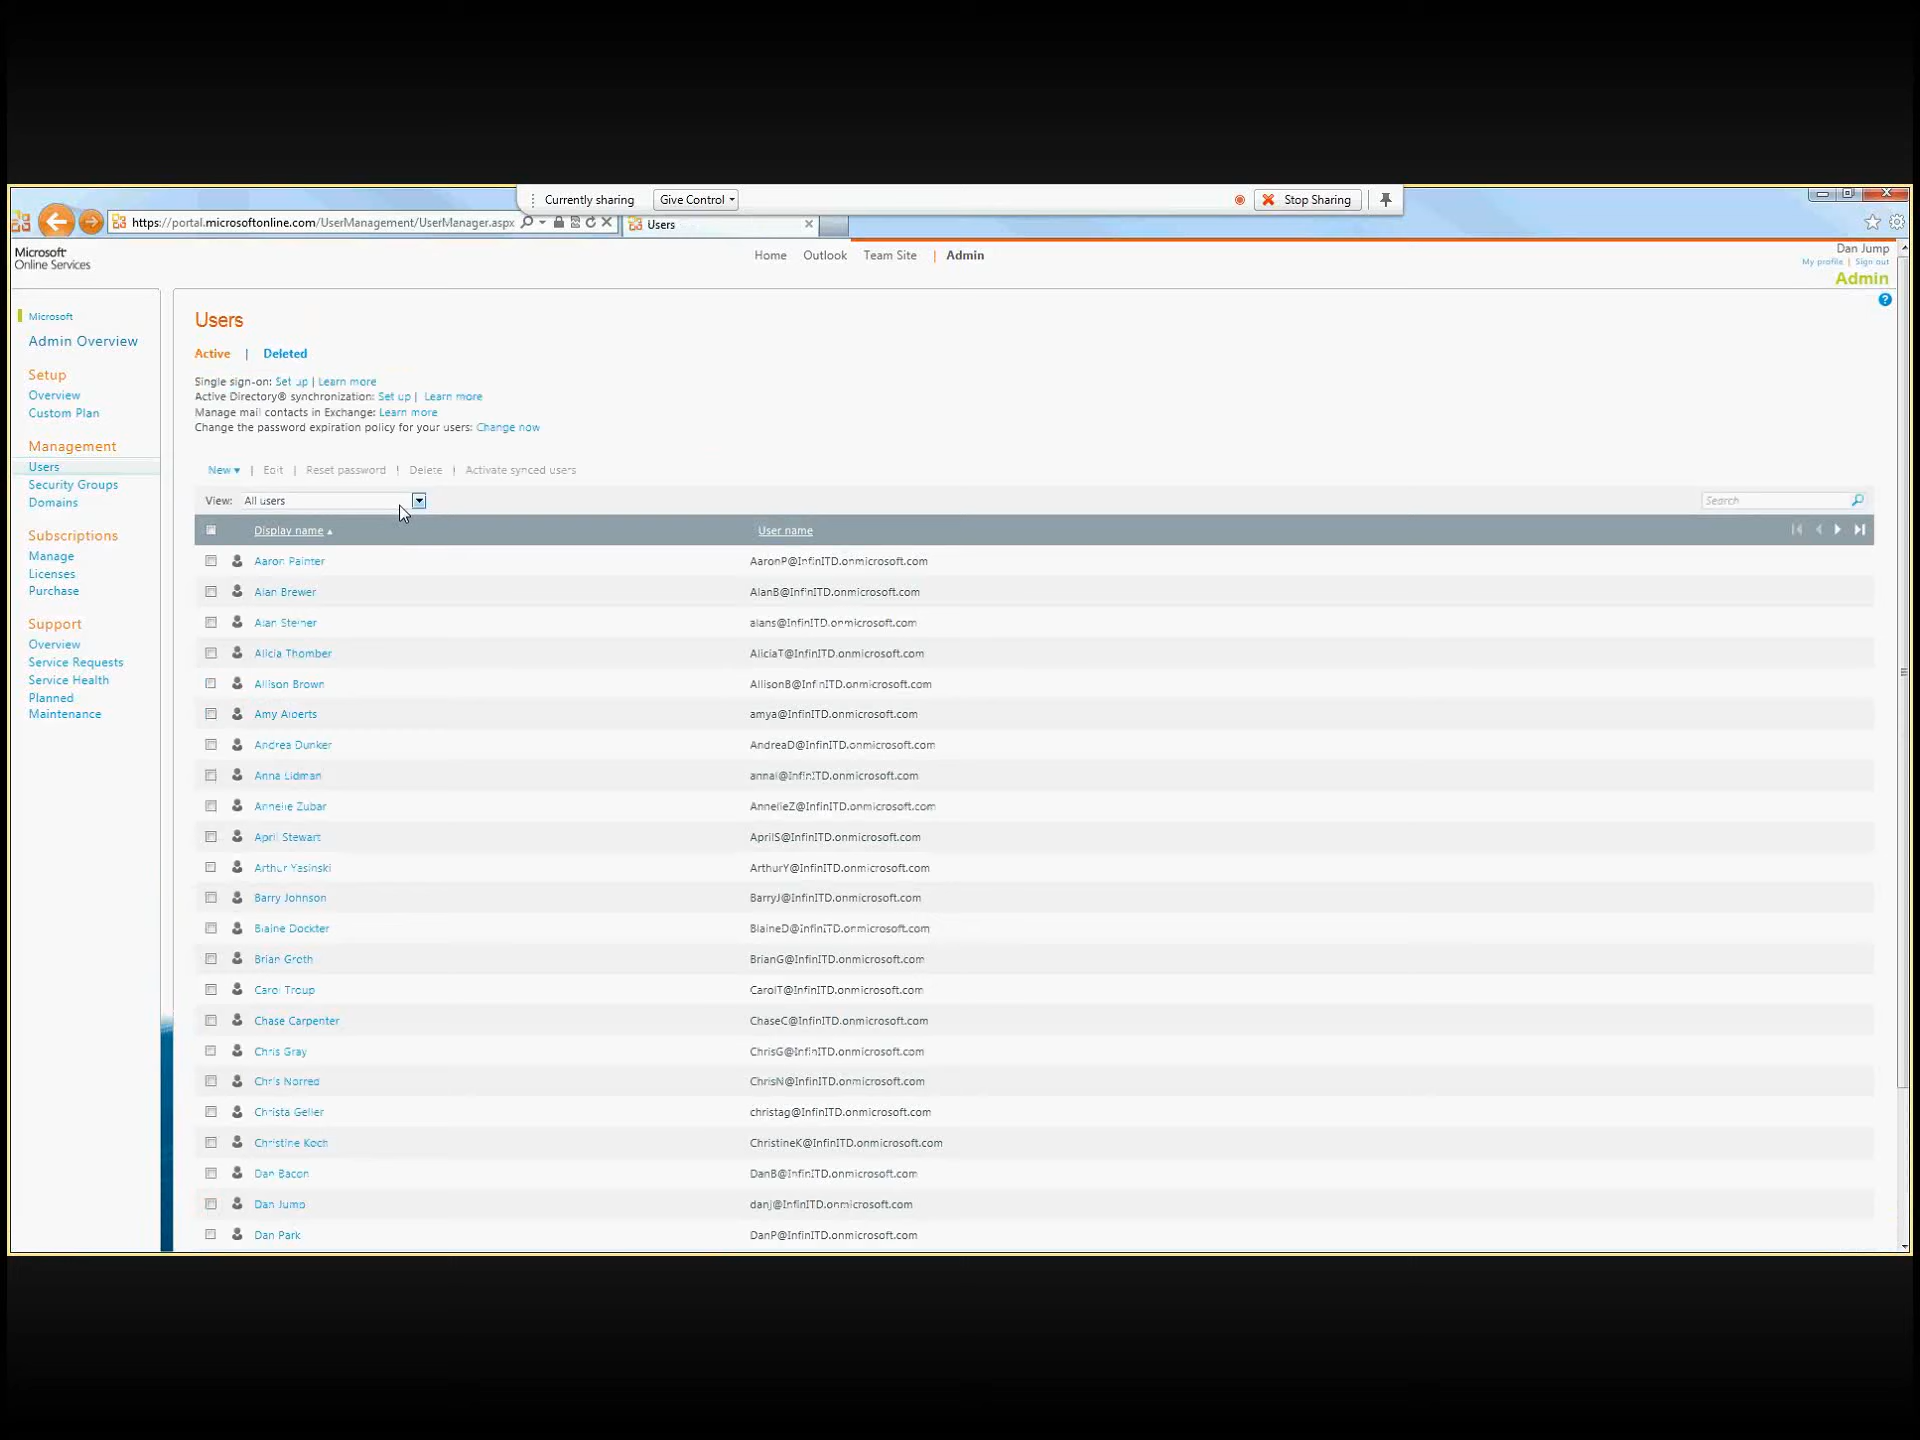 Currently sharing Give Control Stop Sharing
https://portal.microsoftonline.com/UserManagement/UserManager.aspx Users
Microsoft
Online Services
Home Outlook Team Site | Admin
Dan Jump
My profile | Sign out
Admin
Microsoft
Admin Overview
Setup
Overview
Custom Plan
Management
Users
Security Groups
Domains
Subscriptions
Manage
Licenses
Purchase
Support
Overview
Service Requests
Service Health
Planned
Maintenance
Users
Active | Deleted
Single sign-on: Set up | Learn more
Active Directory® synchronization: Set up | Learn more
Manage mail contacts in Exchange: Learn more
Change the password expiration policy for your users: Change now
New | Edit | Reset password | Delete | Activate synced users
View: All users Search
Display name User name
Aaron Painter AaronP@InfinITD.onmicrosoft.com
Alan Brewer AlanB@InfinITD.onmicrosoft.com
Alan Steiner alans@InfinITD.onmicrosoft.com
Alicia Thomber AliciaT@InfinITD.onmicrosoft.com
Allison Brown AllisonB@InfinITD.onmicrosoft.com
Amy Alberts amya@InfinITD.onmicrosoft.com
Andrea Dunker AndreaD@InfinITD.onmicrosoft.com
Anna Lidman annal@InfinITD.onmicrosoft.com
Annelie Zubar AnnelieZ@InfinITD.onmicrosoft.com
April Stewart AprilS@InfinITD.onmicrosoft.com
Arthur Yasinski ArthurY@InfinITD.onmicrosoft.com
Barry Johnson BarryJ@InfinITD.onmicrosoft.com
Blaine Dockter BlaineD@InfinITD.onmicrosoft.com
Brian Groth BrianG@InfinITD.onmicrosoft.com
Carol Troup CarolT@InfinITD.onmicrosoft.com
Chase Carpenter ChaseC@InfinITD.onmicrosoft.com
Chris Gray ChrisG@InfinITD.onmicrosoft.com
Chris Norred ChrisN@InfinITD.onmicrosoft.com
Christa Geller christag@InfinITD.onmicrosoft.com
Christine Koch ChristineK@InfinITD.onmicrosoft.com
Dan Bacon DanB@InfinITD.onmicrosoft.com
Dan Jump danj@InfinITD.onmicrosoft.com
Dan Park DanP@InfinITD.onmicrosoft.com